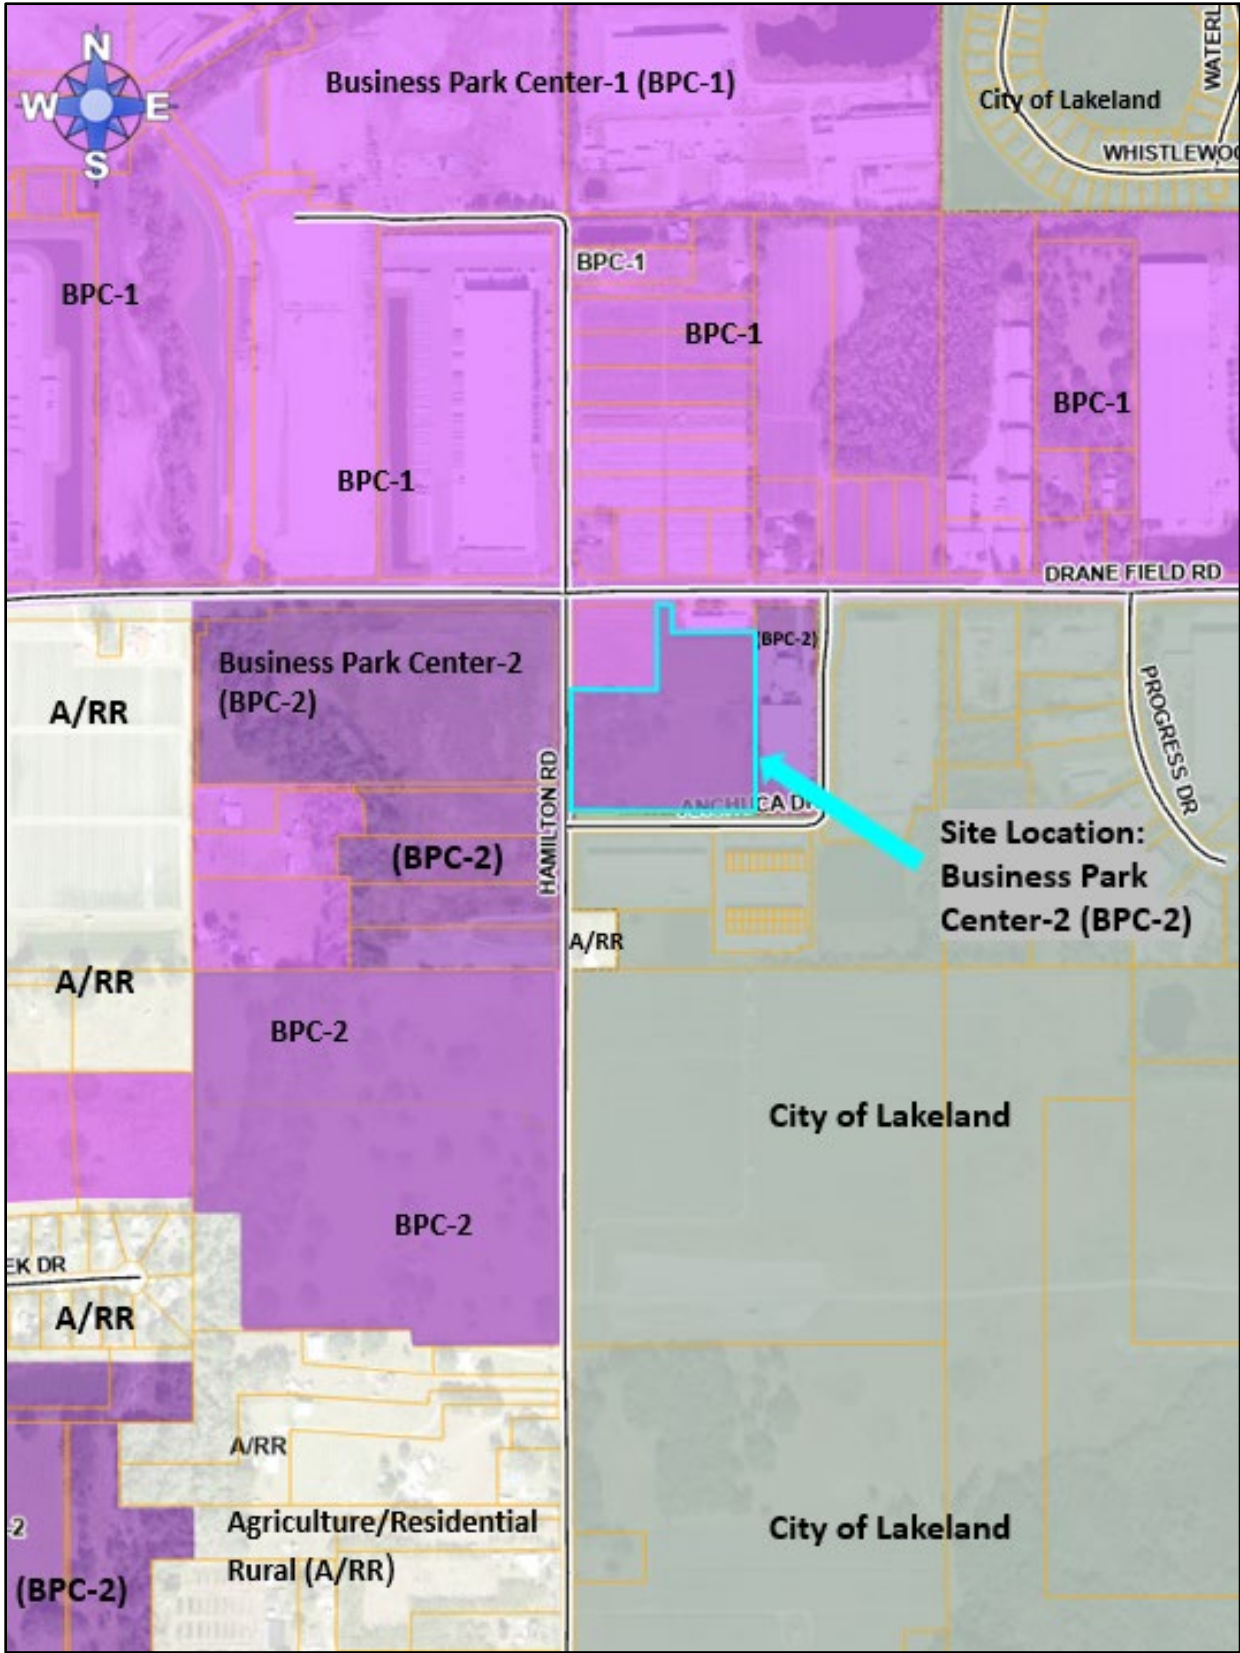 N
W E
S
Business Park Center-1 (BPC-1)
City of Lakeland
WATERL
WHISTLEWOO
BPC-1
BPC-1
BPC-1
BPC-1
BPC-1
DRANE FIELD RD
Business Park Center-2
(BPC-2)
(BPC-2)
A/RR
PROGRESS DR
HAMILTON RD
ANCHUCA D
Site Location:
Business Park
Center-2 (BPC-2)
(BPC-2)
A/RR
A/RR
BPC-2
City of Lakeland
BPC-2
EK DR
A/RR
A/RR
Agriculture/Residential
Rural (A/RR)
City of Lakeland
-2
(BPC-2)